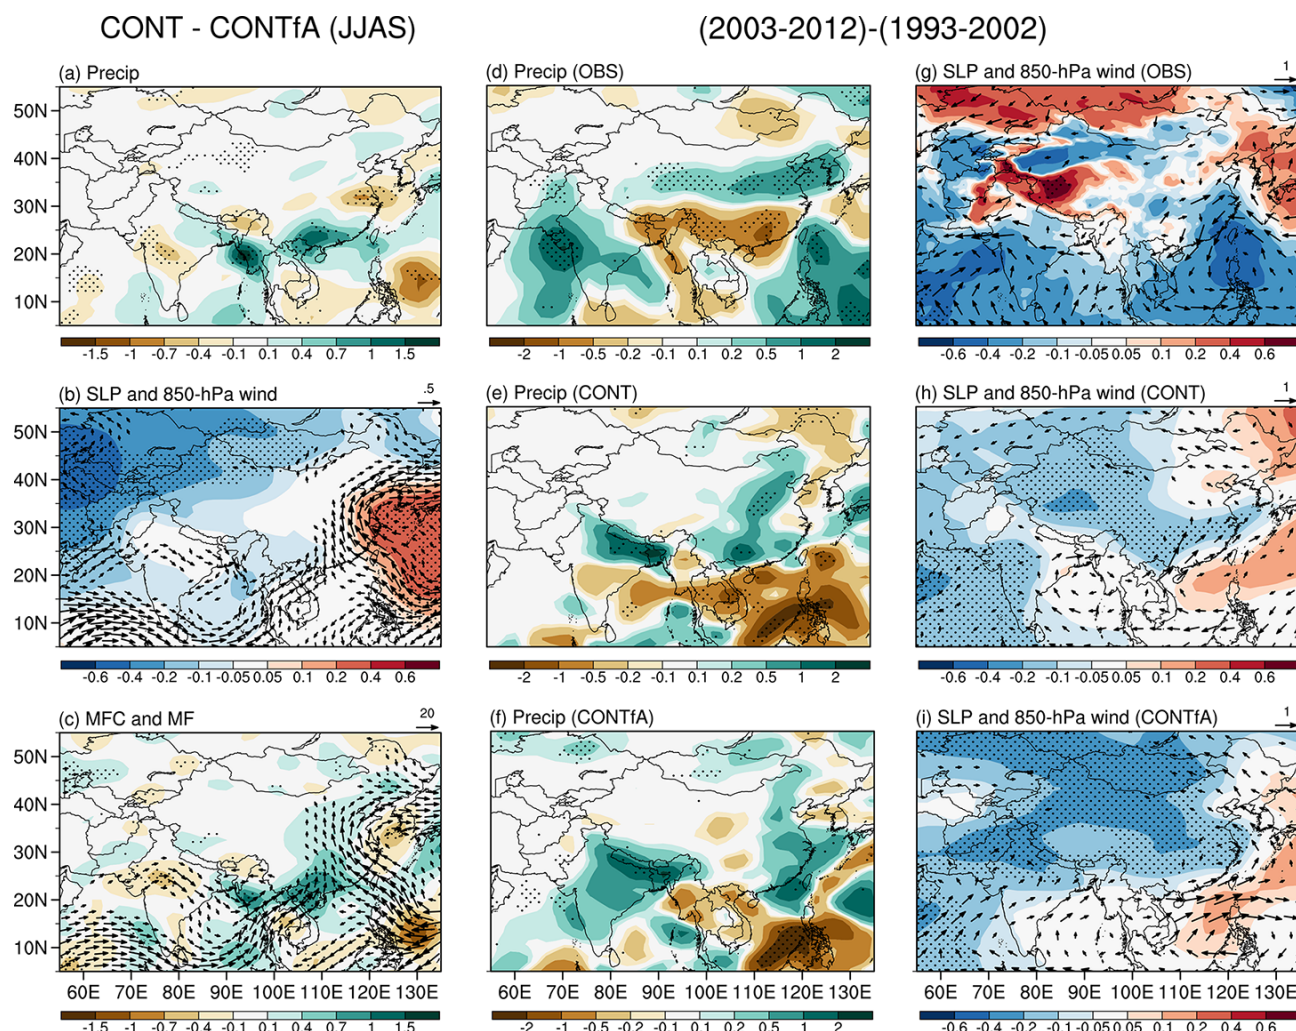 CONT - CONTfA (JJAS)
(2003-2012)-(1993-2002)
(a) Precip
50N
40N
30N
20N
10N
-1.5 -1 -0.7 -0.4 -0.1 0.1 0.4 0.7 1 1.5
(d) Precip (OBS)
-2 -1 -0.5 -0.2 -0.1 0.1 0.2 0.5 1 2
(g) SLP and 850-hPa wind (OBS)
1
-0.6 -0.4 -0.2 -0.1 -0.05 0.05 0.1 0.2 0.4 0.6
(b) SLP and 850-hPa wind
.5
50N
40N
30N
20N
10N
-0.6 -0.4 -0.2 -0.1 -0.05 0.05 0.1 0.2 0.4 0.6
(e) Precip (CONT)
-2 -1 -0.5 -0.2 -0.1 0.1 0.2 0.5 1 2
(h) SLP and 850-hPa wind (CONT)
1
-0.6 -0.4 -0.2 -0.1 -0.05 0.05 0.1 0.2 0.4 0.6
(c) MFC and MF
20
50N
40N
30N
20N
10N
60E 70E 80E 90E 100E 110E 120E 130E
-1.5 -1 -0.7 -0.4 -0.1 0.1 0.4 0.7 1 1.5
(f) Precip (CONTfA)
60E 70E 80E 90E 100E 110E 120E 130E
-2 -1 -0.5 -0.2 -0.1 0.1 0.2 0.5 1 2
(i) SLP and 850-hPa wind (CONTfA)
1
60E 70E 80E 90E 100E 110E 120E 130E
-0.6 -0.4 -0.2 -0.1 -0.05 0.05 0.1 0.2 0.4 0.6